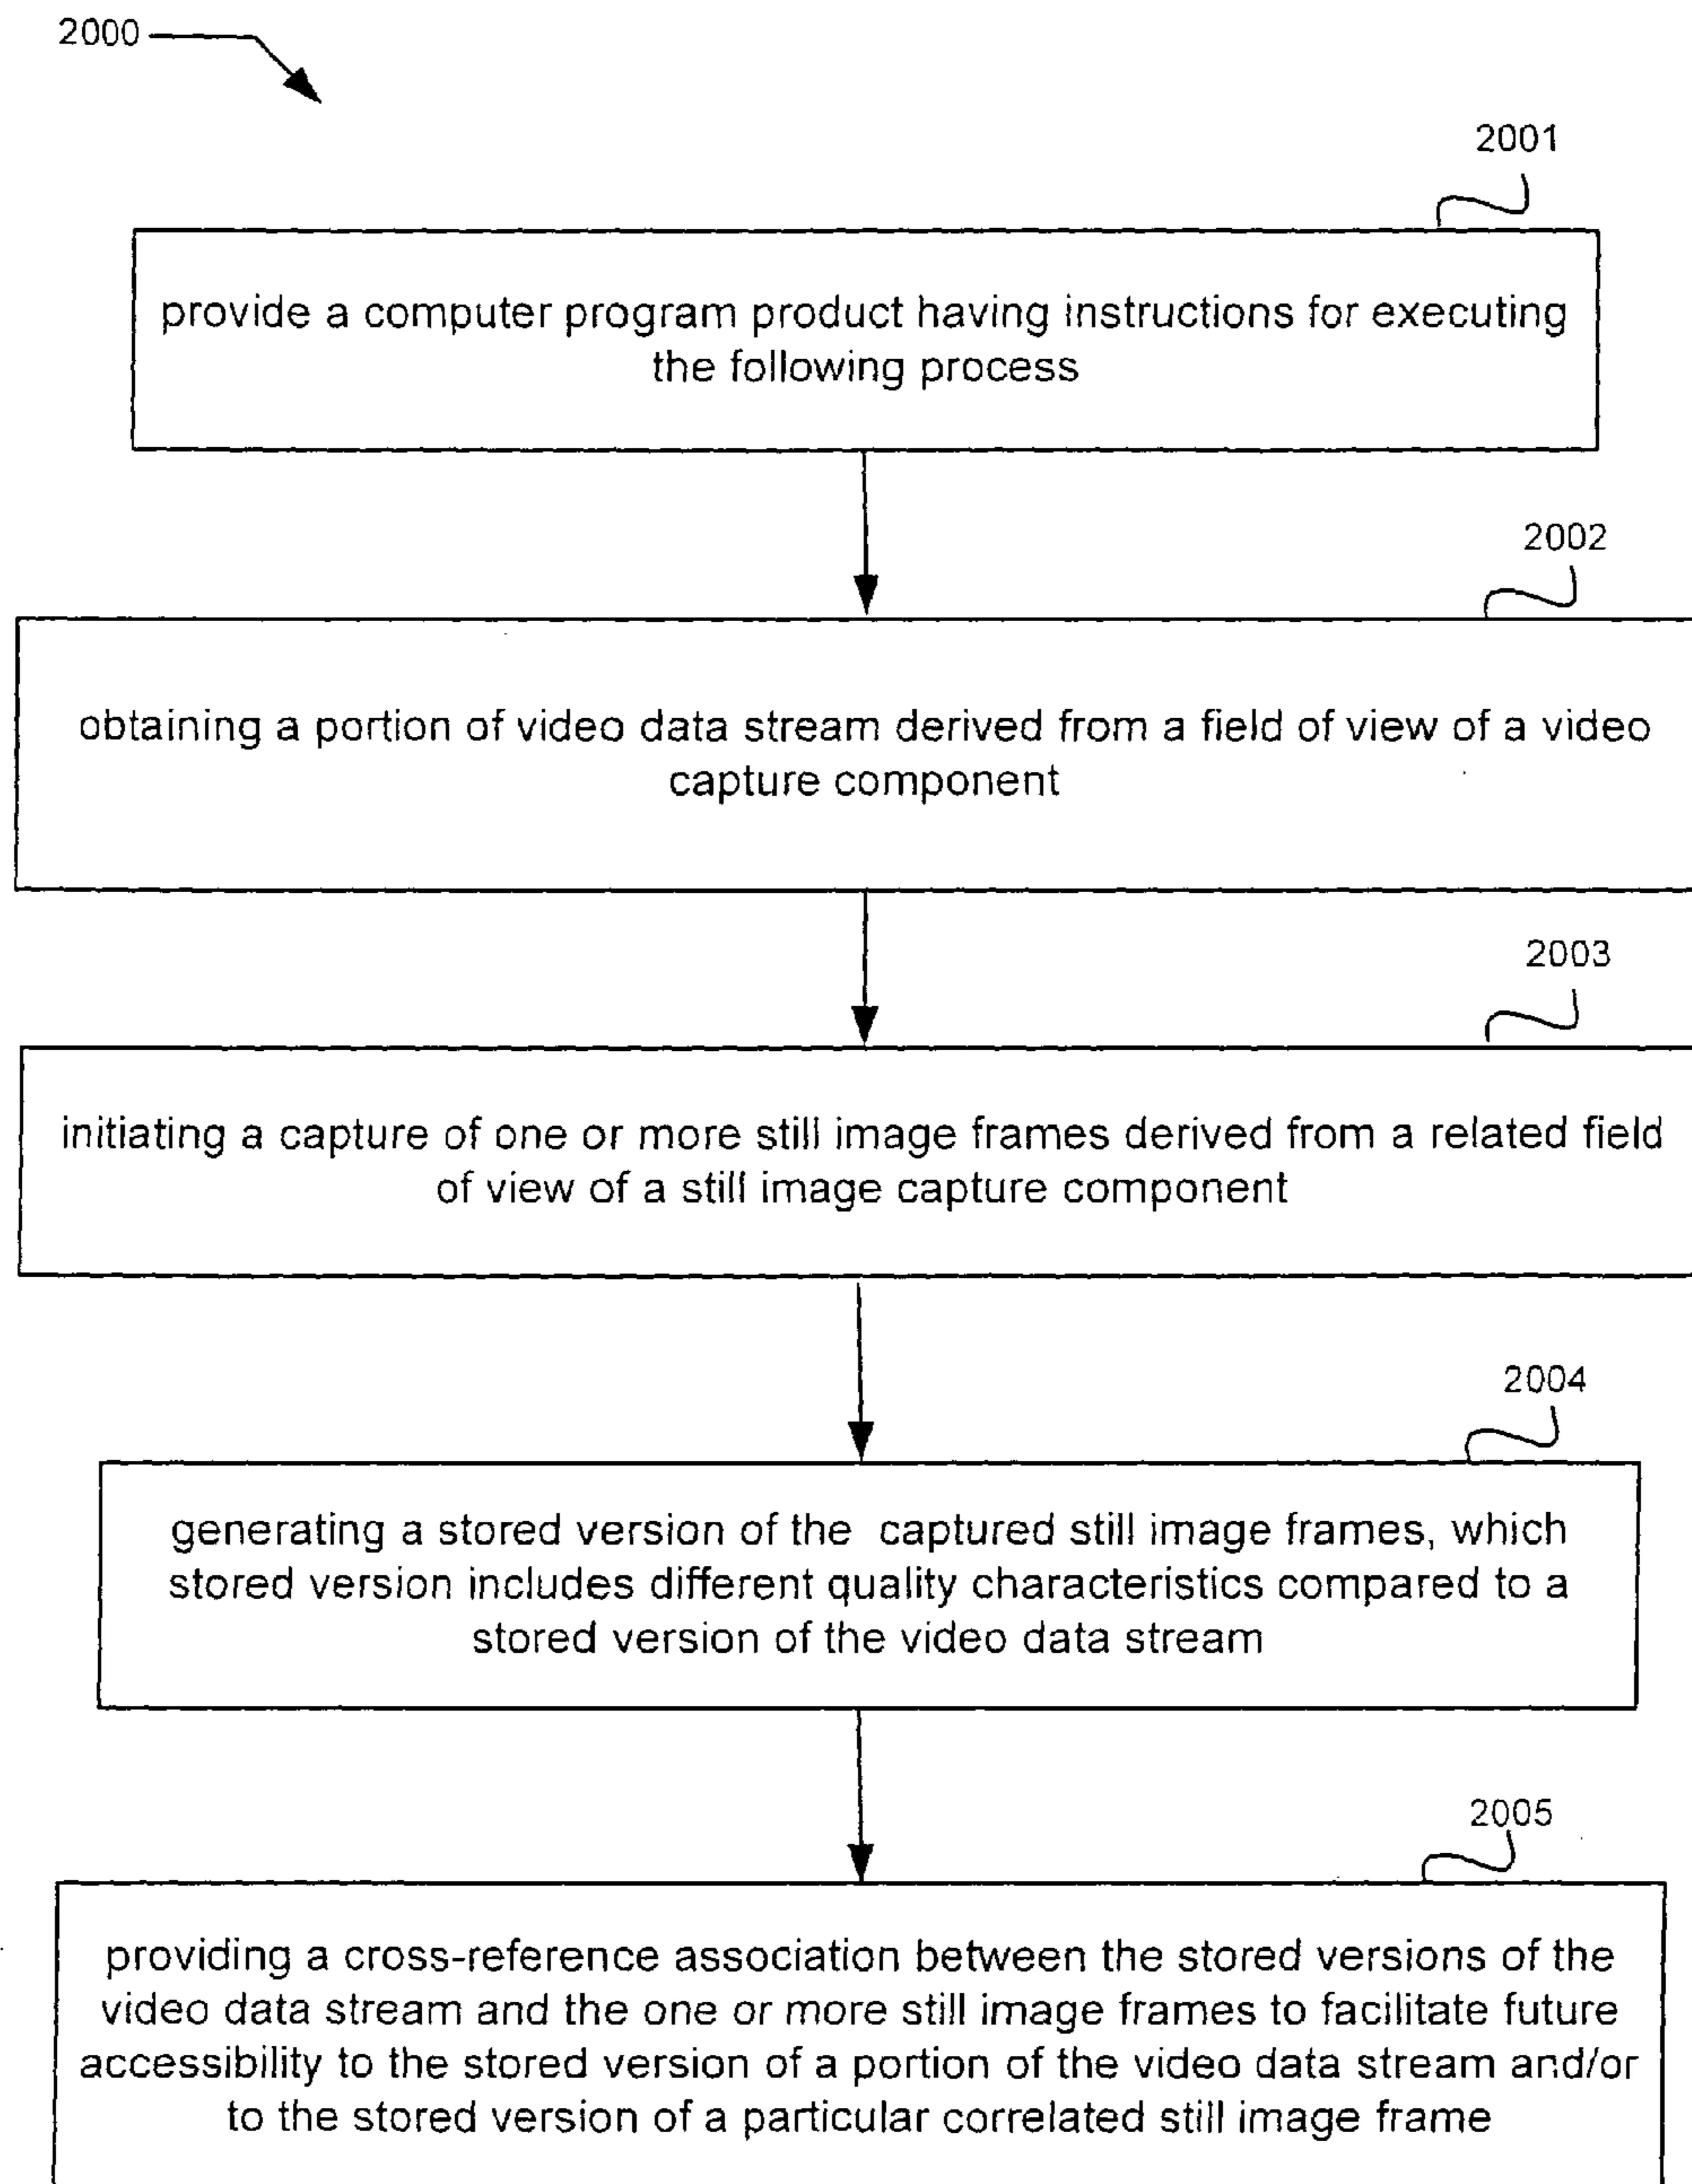 2000
2001
provide a computer program product having instructions for executing
the following process
2002
obtaining a portion of video data stream derived from a field of view of a video
capture component
2003
initiating a capture of one or more still image frames derived from a related field
of view of a still image capture component
2004
generating a stored version of the captured still image frames, which
stored version includes different quality characteristics compared to a
stored version of the video data stream
2005
providing a cross-reference association between the stored versions of the
video data stream and the one or more still image frames to facilitate future
accessibility to the stored version of a portion of the video data stream and/or
to the stored version of a particular correlated still image frame